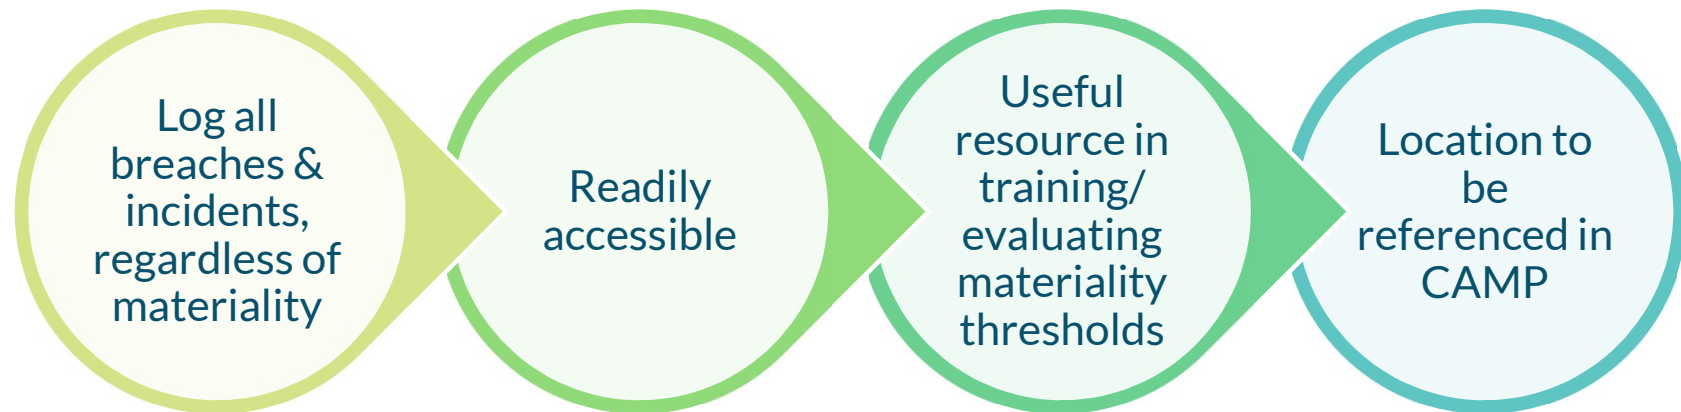 Log all
breaches &
incidents,
regardless of
materiality
Readily
accessible
Useful
resource in
training/
evaluating
materiality
thresholds
Location to
be
referenced in
CAMP